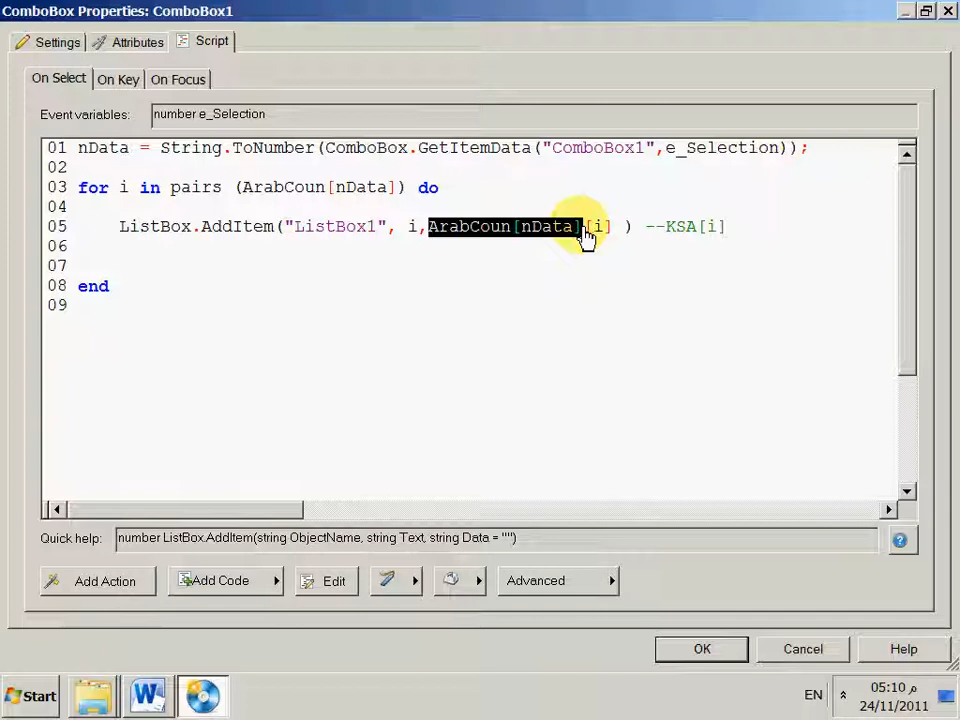 ComboBox Properties: ComboBox1
Settings Attributes Script
On Select On Key On Focus
Event variables: number e_Selection
01 nData = String.ToNumber(ComboBox.GetItemData("ComboBox1",e_Selection));
02
03 for i in pairs (ArabCoun[nData]) do
04
05 ListBox.AddItem("ListBox1", i,ArabCoun[nData][i] ) --KSA[i]
06
07
08 end
09
Quick help: number ListBox.AddItem(string ObjectName, string Text, string Data = "")
Add Action Add Code Edit Advanced
OK Cancel Help
Start EN 05:10 م
24/11/2011